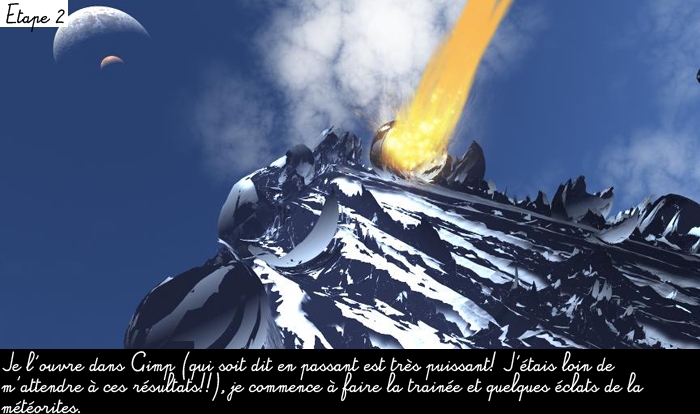 Etape 2
Je l'ouvre dans Gimp (qui soit dit en passant est très puissant! J'étais loin de
m'attendre à ces résultats!!), je commence à faire la trainée et quelques éclats de la
météorites.